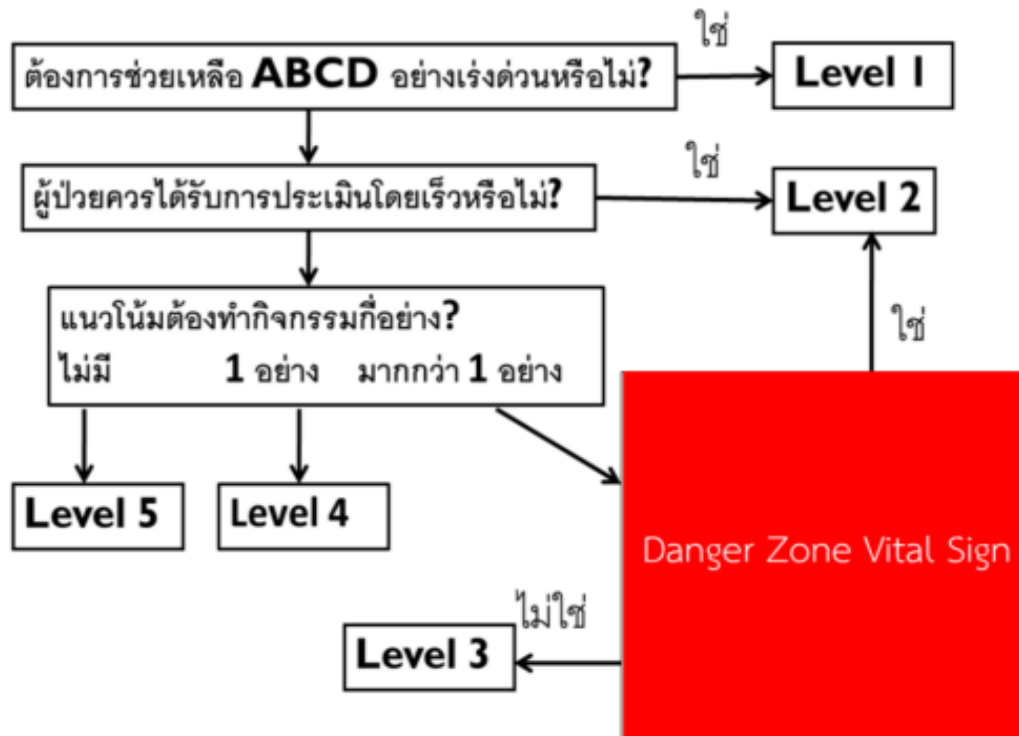 ใช่
ต้องการช่วยเหลือ ABCD อย่างเร่งด่วนหรือไม่?
Level 1
ใช่
ผู้ป่วยควรได้รับการประเมินโดยเร็วหรือไม่?
Level 2
ใช่
แนวโน้มต้องทำกิจกรรมกี่อย่าง?
ไม่มี 1 อย่าง มากกว่า 1 อย่าง
Level 5
Level 4
Danger Zone Vital Sign
ไม่ใช่
Level 3